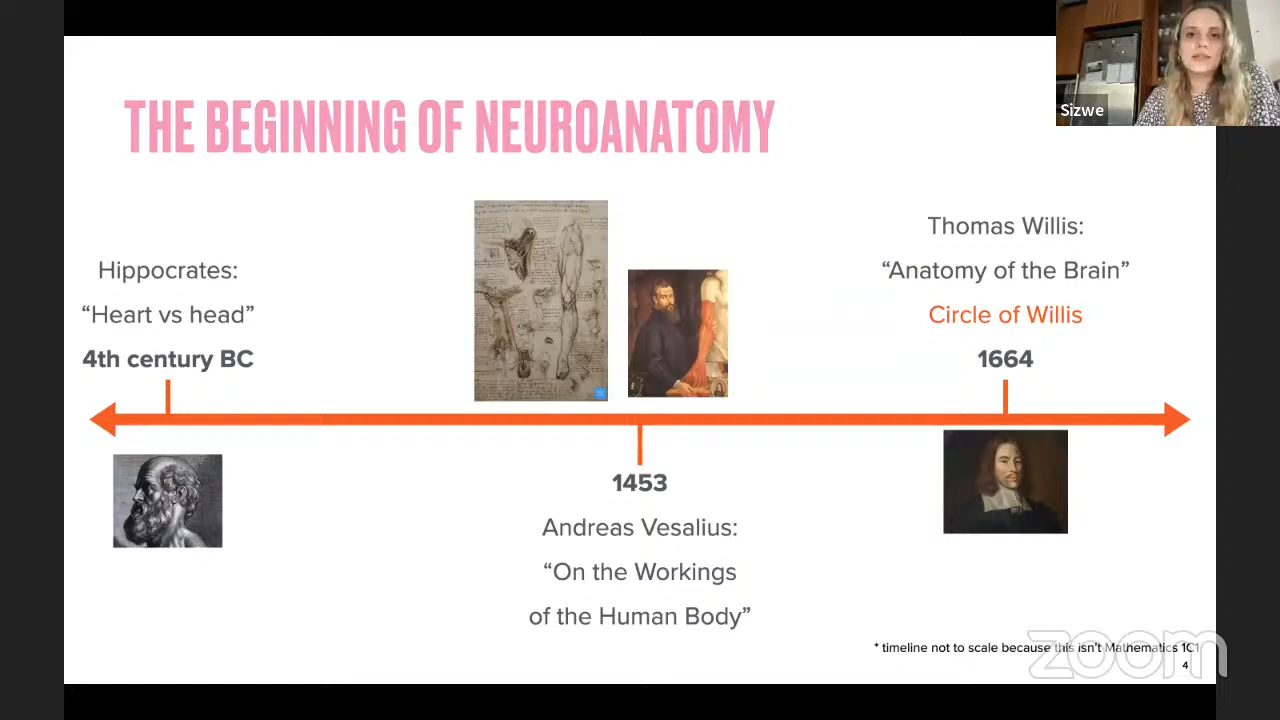 THE BEGINNING OF NEUROANATOMY
Sizwe
Hippocrates:
“Heart vs head”
4th century BC
1453
Andreas Vesalius:
“On the Workings
of the Human Body”
Thomas Willis:
“Anatomy of the Brain”
Circle of Willis
1664
* timeline not to scale because this isn’t Mathematics 1C1
4
zoom